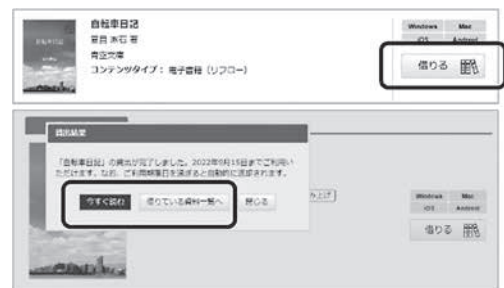 自転車日記
夏目 漱石 著
青空文庫
コンテンツタイプ： 電子書籍（リフロー）
Windows Mac
iOS Android
借りる
貸出結果
「自転車日記」の貸出が完了しました。2022年9月15日までご利用い
ただけます。なお、ご利用期限日を過ぎると自動的に返却されます。
今すぐ読む 借りている資料一覧へ 閉じる
み上げ
Windows Mac
iOS Android
借りる